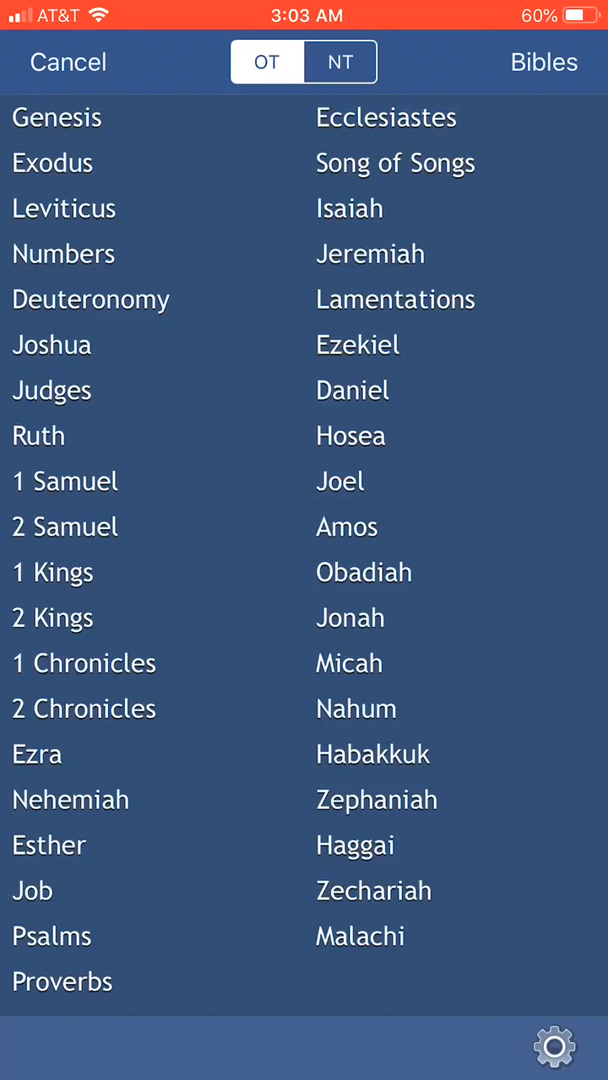 AT&T 3:03 AM 60%
Cancel OT NT Bibles
Genesis
Exodus
Leviticus
Numbers
Deuteronomy
Joshua
Judges
Ruth
1 Samuel
2 Samuel
1 Kings
2 Kings
1 Chronicles
2 Chronicles
Ezra
Nehemiah
Esther
Job
Psalms
Proverbs
Ecclesiastes
Song of Songs
Isaiah
Jeremiah
Lamentations
Ezekiel
Daniel
Hosea
Joel
Amos
Obadiah
Jonah
Micah
Nahum
Habakkuk
Zephaniah
Haggai
Zechariah
Malachi